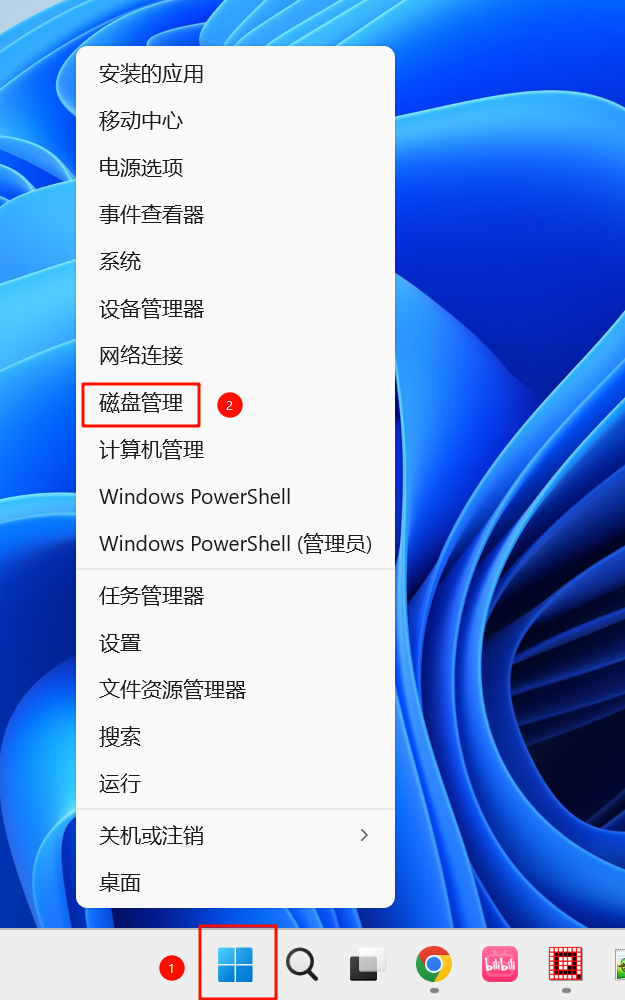 安装的应用
移动中心
电源选项
事件查看器
系统
设备管理器
网络连接
磁盘管理
2
计算机管理
Windows PowerShell
Windows PowerShell (管理员)
任务管理器
设置
文件资源管理器
搜索
运行
关机或注销
桌面
1
bilibili